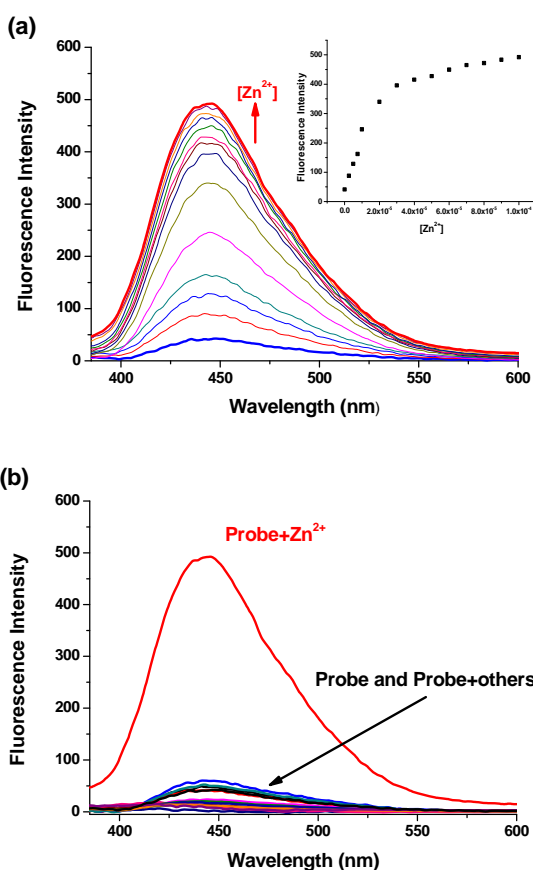 (a)
600
500
400
300
200
100
0
Fluorescence Intensity
400 450 500 550 600
Wavelength (nm)
[Zn²⁺]
500
400
300
200
100
0
Fluorescence Intensity
0.0 2.0x10⁻⁵ 4.0x10⁻⁵ 6.0x10⁻⁵ 8.0x10⁻⁵ 1.0x10⁻⁴
[Zn²⁺]
(b)
600
500
400
300
200
100
0
Fluorescence Intensity
Probe+Zn²⁺
Probe and Probe+others
400 450 500 550 600
Wavelength (nm)